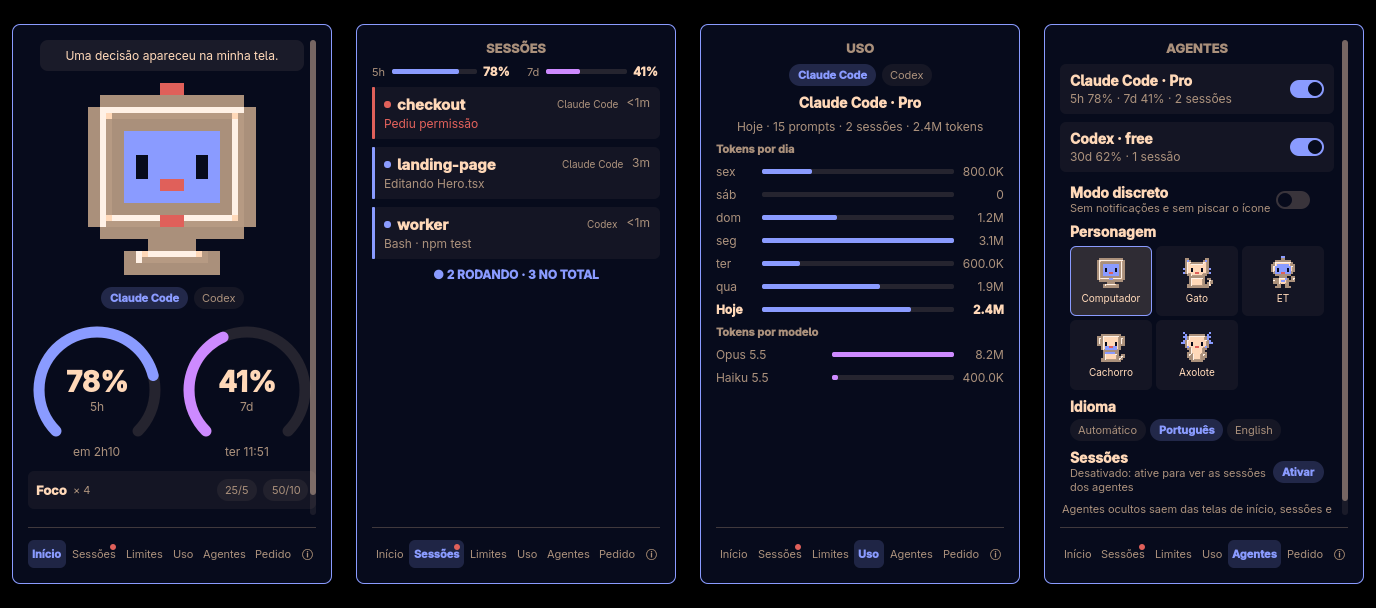 Uma decisão apareceu na minha tela.
Claude Code Codex
78% 41%
5h 7d
em 2h10 ter 11:51
Foco × 4 25/5 50/10
Início Sessões Limites Uso Agentes Pedido
SESSÕES
5h 78% 7d 41%
checkout Claude Code <1m
Pediu permissão
landing-page Claude Code 3m
Editando Hero.tsx
worker Codex <1m
Bash · npm test
2 RODANDO · 3 NO TOTAL
Início Sessões Limites Uso Agentes Pedido
USO
Claude Code Codex
Claude Code · Pro
Hoje · 15 prompts · 2 sessões · 2.4M tokens
Tokens por dia
sex 800.0K
sáb 0
dom 1.2M
seg 3.1M
ter 600.0K
qua 1.9M
Hoje 2.4M
Tokens por modelo
Opus 5.5 8.2M
Haiku 5.5 400.0K
Início Sessões Limites Uso Agentes Pedido
AGENTES
Claude Code · Pro
5h 78% · 7d 41% · 2 sessões
Codex · free
30d 62% · 1 sessão
Modo discreto
Sem notificações e sem piscar o ícone
Personagem
Computador Gato ET
Cachorro Axolote
Idioma
Automático Português English
Sessões
Desativado: ative para ver as sessões
dos agentes
Ativar
Agentes ocultos saem das telas de início, sessões e
Início Sessões Limites Uso Agentes Pedido